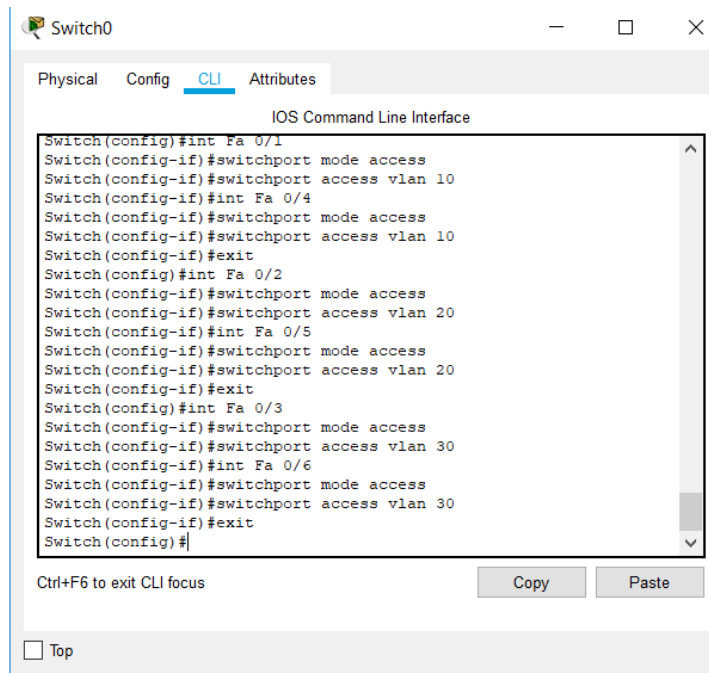 Switch0
Physical Config CLI Attributes
IOS Command Line Interface
Switch(config)#int Fa 0/1
Switch(config-if)#switchport mode access
Switch(config-if)#switchport access vlan 10
Switch(config-if)#int Fa 0/4
Switch(config-if)#switchport mode access
Switch(config-if)#switchport access vlan 10
Switch(config-if)#exit
Switch(config)#int Fa 0/2
Switch(config-if)#switchport mode access
Switch(config-if)#switchport access vlan 20
Switch(config-if)#int Fa 0/5
Switch(config-if)#switchport mode access
Switch(config-if)#switchport access vlan 20
Switch(config-if)#exit
Switch(config)#int Fa 0/3
Switch(config-if)#switchport mode access
Switch(config-if)#switchport access vlan 30
Switch(config-if)#int Fa 0/6
Switch(config-if)#switchport mode access
Switch(config-if)#switchport access vlan 30
Switch(config-if)#exit
Switch(config)#
Ctrl+F6 to exit CLI focus Copy Paste
Top